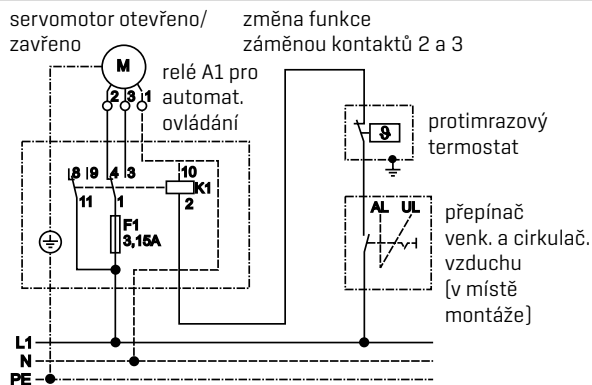 servomotor otevřeno/
zavřeno
změna funkce
záměnou kontaktů 2 a 3
M
2 3 1
relé A1 pro
automat.
ovládání
8 9 4 3 10
K1
11 1 2
F1
3,15A
ϑ
protimrazový
termostat
AL UL
přepínač
venk. a cirkulač.
vzduchu
(v místě
montáže)
L1
N
PE